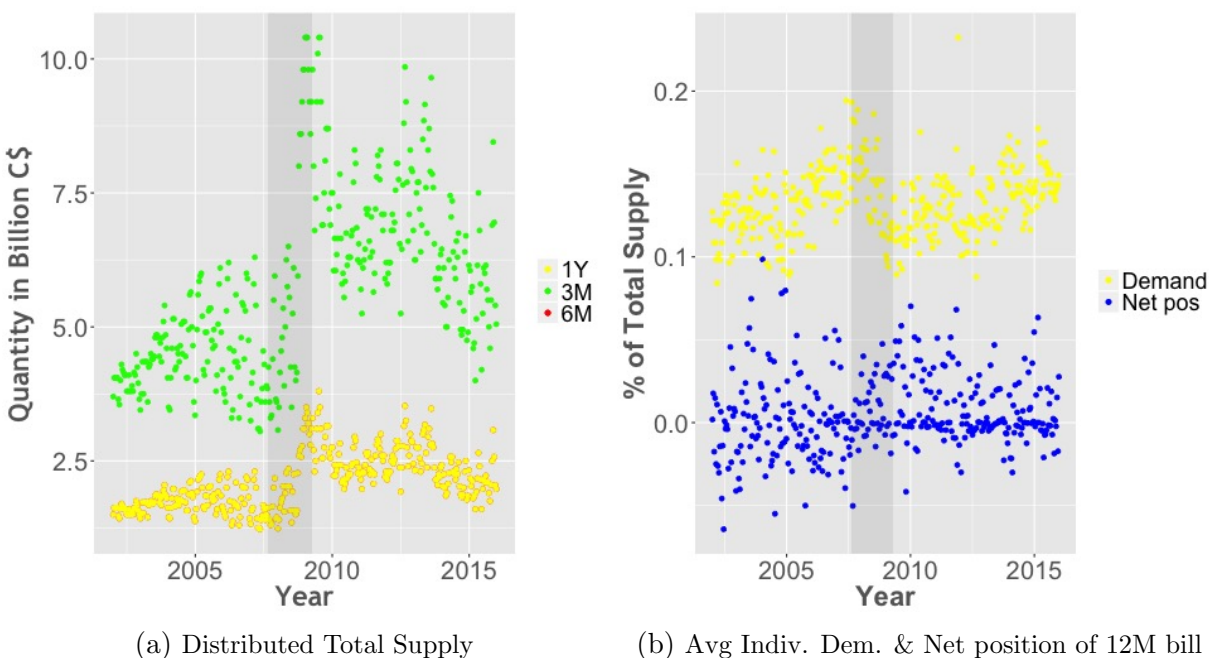 Quantity in Billion C$
10.0
7.5
5.0
2.5
2005 2010 2015
Year
1Y
3M
6M
(a) Distributed Total Supply
% of Total Supply
0.2
0.1
0.0
2005 2010 2015
Year
Demand
Net pos
(b) Avg Indiv. Dem. & Net position of 12M bill